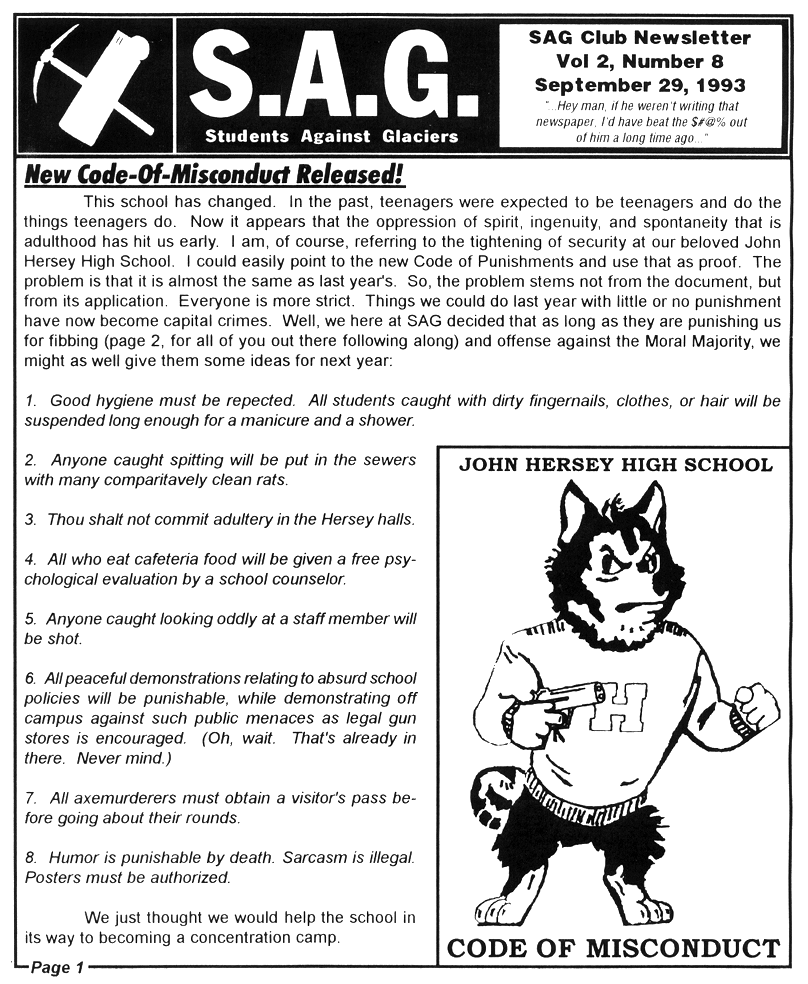 S.A.G.
Students Against Glaciers
SAG Club Newsletter
Vol 2, Number 8
September 29, 1993
"...Hey man, if he weren't writing that
newspaper, I'd have beat the $#@% out
of him a long time ago..."
New Code-Of-Misconduct Released!
This school has changed. In the past, teenagers were expected to be teenagers and do the
things teenagers do. Now it appears that the oppression of spirit, ingenuity, and spontaneity that is
adulthood has hit us early. I am, of course, referring to the tightening of security at our beloved John
Hersey High School. I could easily point to the new Code of Punishments and use that as proof. The
problem is that it is almost the same as last year's. So, the problem stems not from the document, but
from its application. Everyone is more strict. Things we could do last year with little or no punishment
have now become capital crimes. Well, we here at SAG decided that as long as they are punishing us
for fibbing (page 2, for all of you out there following along) and offense against the Moral Majority, we
might as well give them some ideas for next year:
1. Good hygiene must be repected. All students caught with dirty fingernails, clothes, or hair will be
suspended long enough for a manicure and a shower.
2. Anyone caught spitting will be put in the sewers
with many comparitavely clean rats.
3. Thou shalt not commit adultery in the Hersey halls.
4. All who eat cafeteria food will be given a free psy-
chological evaluation by a school counselor.
5. Anyone caught looking oddly at a staff member will
be shot.
6. All peaceful demonstrations relating to absurd school
policies will be punishable, while demonstrating off
campus against such public menaces as legal gun
stores is encouraged. (Oh, wait. That's already in
there. Never mind.)
7. All axemurderers must obtain a visitor's pass be-
fore going about their rounds.
8. Humor is punishable by death. Sarcasm is illegal.
Posters must be authorized.
We just thought we would help the school in
its way to becoming a concentration camp.
JOHN HERSEY HIGH SCHOOL
H
CODE OF MISCONDUCT
Page 1